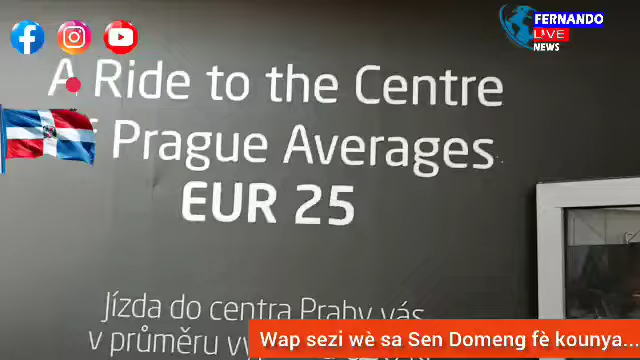 FERNANDO
LIVE
NEWS
A Ride to the Centre
Prague Averages
EUR 25
Jízda do centra Prahy vás
v průměru
Wap sezi wè sa Sen Domeng fè kounya...